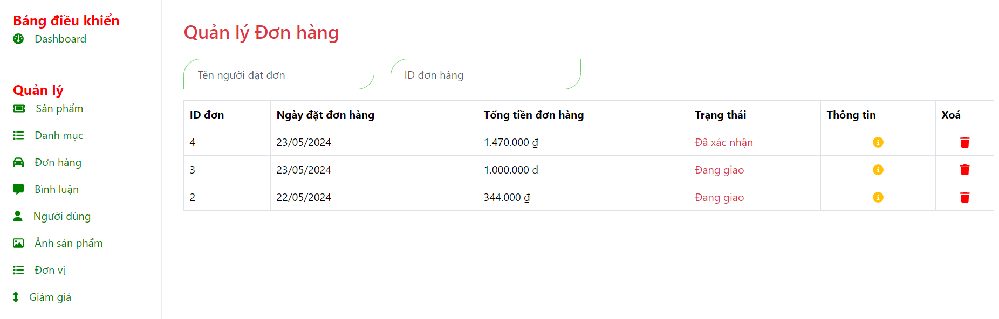 Bảng điều khiển
Dashboard
Quản lý
Sản phẩm
Danh mục
Đơn hàng
Bình luận
Người dùng
Ảnh sản phẩm
Đơn vị
Giảm giá
Quản lý Đơn hàng
Tên người đặt đơn ID đơn hàng
ID đơn Ngày đặt đơn hàng Tổng tiền đơn hàng Trạng thái Thông tin Xoá
4 23/05/2024 1.470.000 ₫ Đã xác nhận
3 23/05/2024 1.000.000 ₫ Đang giao
2 22/05/2024 344.000 ₫ Đang giao